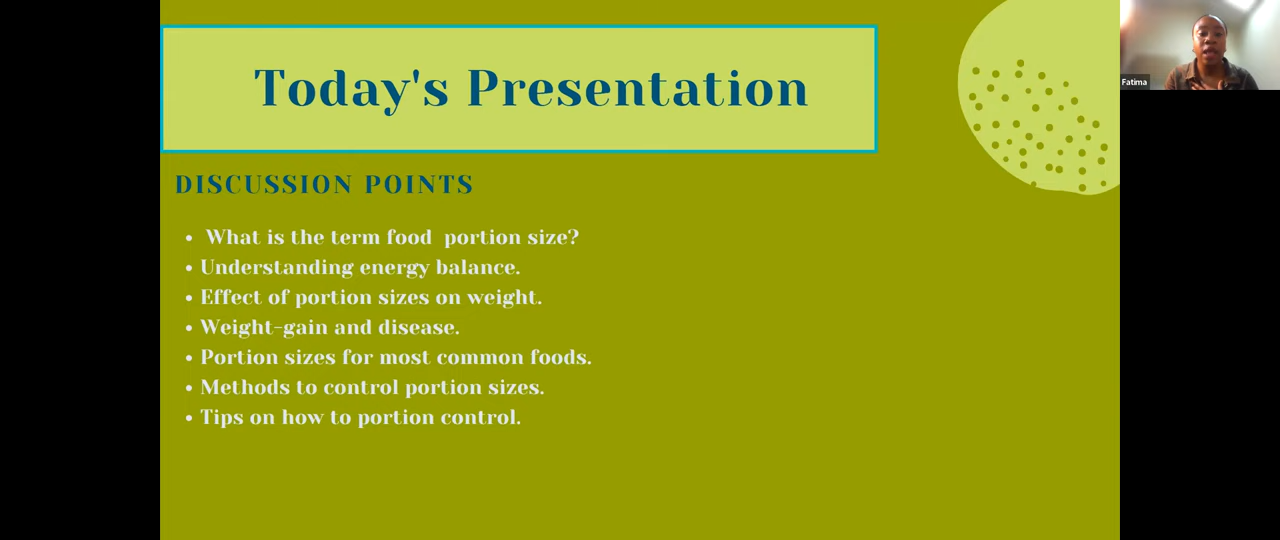 Today's Presentation
DISCUSSION POINTS
• What is the term food portion size?
• Understanding energy balance.
• Effect of portion sizes on weight.
• Weight-gain and disease.
• Portion sizes for most common foods.
• Methods to control portion sizes.
• Tips on how to portion control.
Fatima